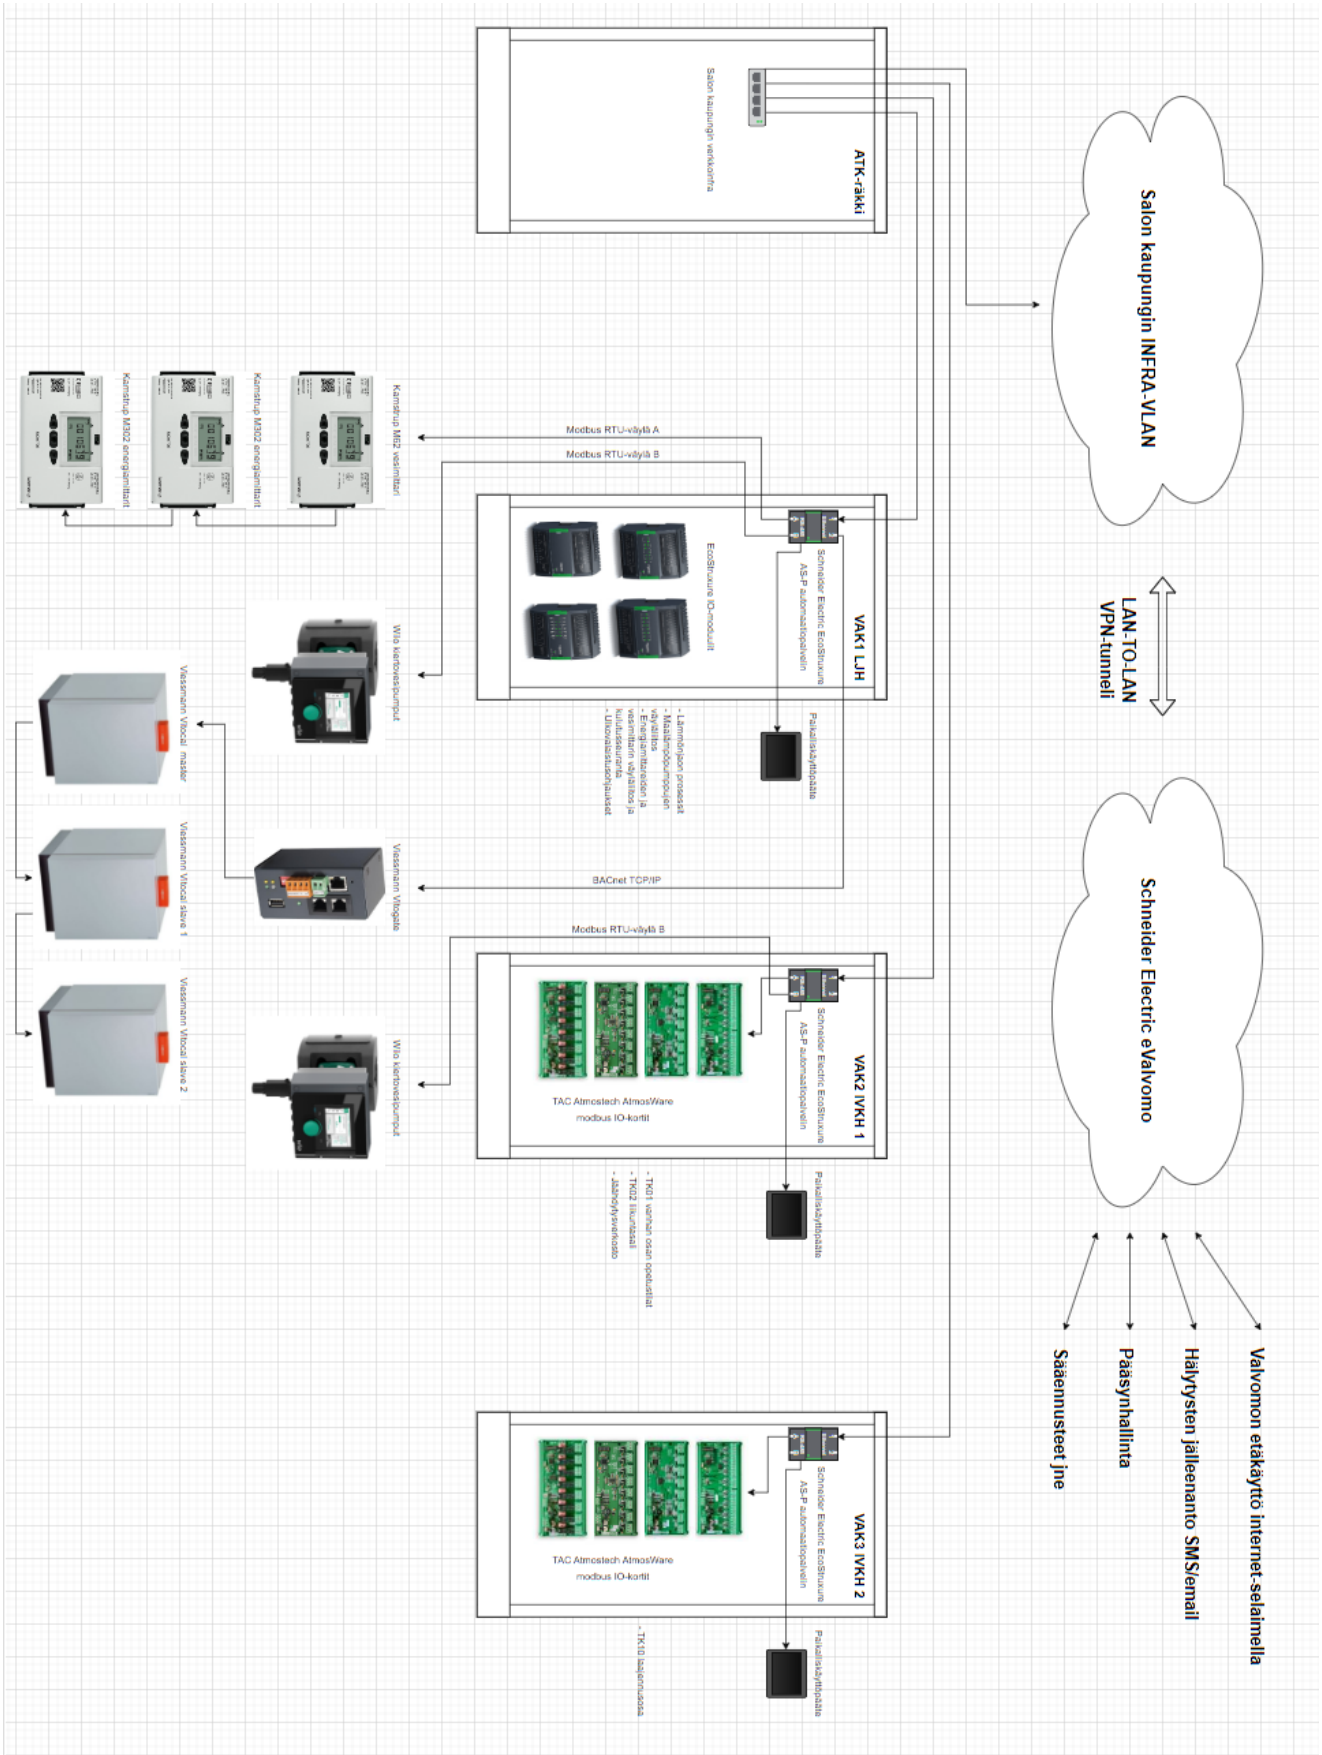 Salon kaupungin INFRA-VLAN
LAN-TO-LAN
VPN-tunneli
Schneider Electric eValvomo
Valvomon etäkäyttö internet-selaimella
Hälytysten jälleenanto SMS/email
Pääsynhallinta
Sääennusteet jne
ATK-räkki
Salon kaupungin verkkoinfra
VAK1 LJH
Schneider Electric EcoStruxure
AS-P automaatiopalvelin
EcoStruxure IO-moduulit
Paikalliskäyttöpääte
- Lämmönjaon prosessit
- Maalämpöpumppujen
väyläliitos
- Energiamittareiden ja
vesimittarin väyläliitos ja
kulutusseuranta
- Ulkovalaistusohjaukset
VAK2 IVKH 1
Schneider Electric EcoStruxure
AS-P automaatiopalvelin
TAC Atmostech AtmosWare
modbus IO-kortit
Paikalliskäyttöpääte
- TK01 vanhan osan opetustilat
- TK02 liikuntasali
- Jäähdytysverkosto
VAK3 IVKH 2
Schneider Electric EcoStruxure
AS-P automaatiopalvelin
TAC Atmostech AtmosWare
modbus IO-kortit
Paikalliskäyttöpääte
- TK10 laajennusosa
Modbus RTU-väylä A
Modbus RTU-väylä B
BACnet TCP/IP
Modbus RTU-väylä B
Kamstrup M62 vesimittari
Kamstrup M302 energiamittarit
Kamstrup M302 energiamittarit
Wilo kiertovesipumput
Viessmann Vitogate
Wilo kiertovesipumput
Viessmann Vitocal master
Viessmann Vitocal slave 1
Viessmann Vitocal slave 2